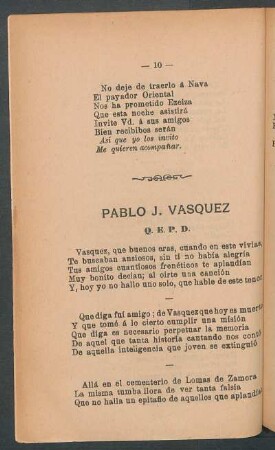 — 10 —
No deje de traerlo á Nava
El payador Oriental
Nos ha prometido Ezeiza
Que esta noche asistirá
Invite Vd. á sus amigos
Bien recibibos serán
Asi que yo los invito
Me quieren acompañar.
PABLO J. VASQUEZ
Q. E. P. D.
Vasquez, que buenos eras, cuando en este vivias
Te buscaban ansiosos, sin tí no había alegría
Tus amigos cuantiosos frenéticos te aplaudían
Muy bonito decian; al oirte una canción
Y, hoy yo no hallo uno solo, que hable de este tenor
—
Que diga fuí amigo; de Vasquez que hoy es muerto
Y que tomó á lo cierto cumplir una misión
Que diga es necesario perpetuar la memoria
De aquel que tanta historia cantando nos contó
De aquella inteligencia que joven se extinguió
—
Allá en el cementerio de Lomas de Zamora
La misma tumba llora de ver tanta falsía
Que no halla un epitafio de aquellos que aplaudian